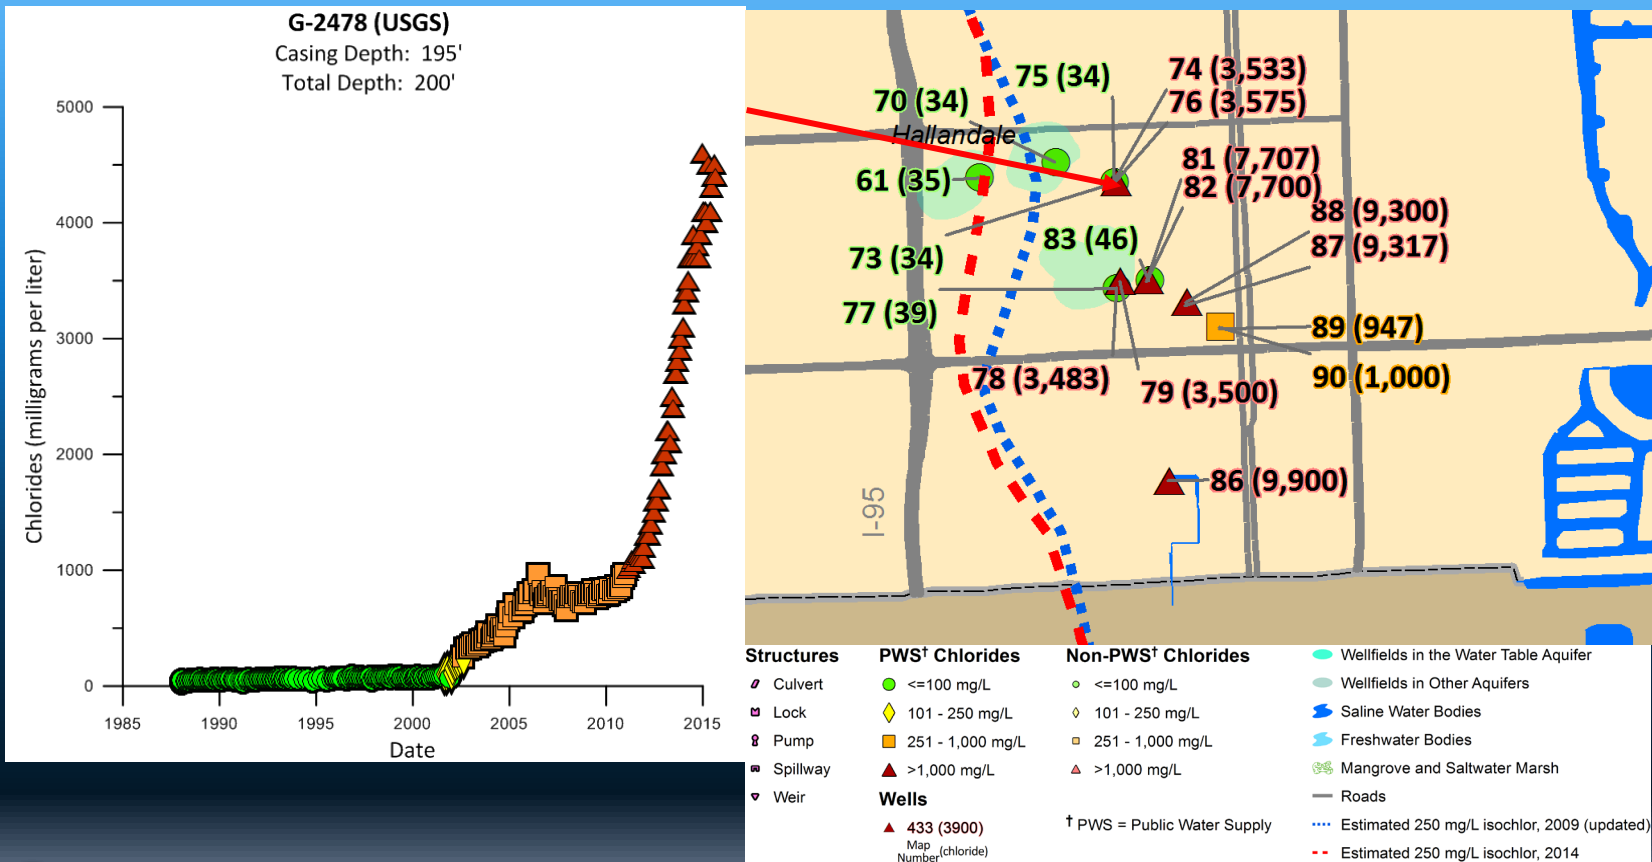 G-2478 (USGS)
Casing Depth: 195'
Total Depth: 200'
Chlorides (milligrams per liter)
5000
4000
3000
2000
1000
0
1985
1990
1995
2000
2005
2010
2015
Date
74 (3,533)
75 (34)
76 (3,575)
70 (34)
Hallandale
81 (7,707)
61 (35)
82 (7,700)
88 (9,300)
83 (46)
87 (9,317)
73 (34)
77 (39)
89 (947)
78 (3,483)
90 (1,000)
79 (3,500)
86 (9,900)
I-95
Structures
Culvert
Lock
Pump
Spillway
Weir
PWS† Chlorides
<=100 mg/L
101 - 250 mg/L
251 - 1,000 mg/L
>1,000 mg/L
Wells
433 (3900)
Map
Number (chloride)
Non-PWS† Chlorides
<=100 mg/L
101 - 250 mg/L
251 - 1,000 mg/L
>1,000 mg/L
† PWS = Public Water Supply
Wellfields in the Water Table Aquifer
Wellfields in Other Aquifers
Saline Water Bodies
Freshwater Bodies
Mangrove and Saltwater Marsh
Roads
Estimated 250 mg/L isochlor, 2009 (updated)
Estimated 250 mg/L isochlor, 2014